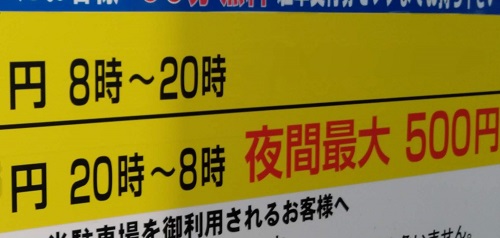 円 8時～20時
円 20時～8時 夜間最大 500円
駐車場を御利用されるお客様へ